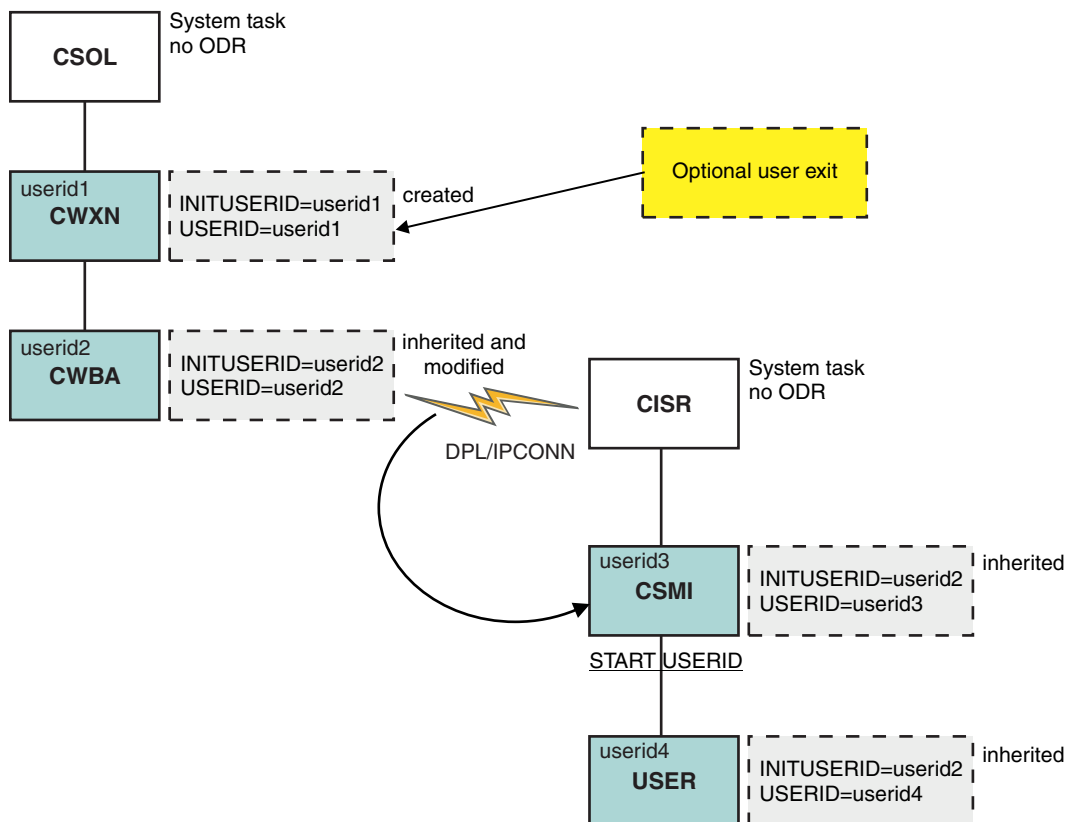 System task
no ODR
CSOL
userid1
CWXN
INITUSERID=userid1
USERID=userid1
created
Optional user exit
userid2
CWBA
INITUSERID=userid2
USERID=userid2
inherited and
modified
DPL/IPCONN
CISR
System task
no ODR
userid3
CSMI
INITUSERID=userid2
USERID=userid3
inherited
START USERID
userid4
USER
INITUSERID=userid2
USERID=userid4
inherited